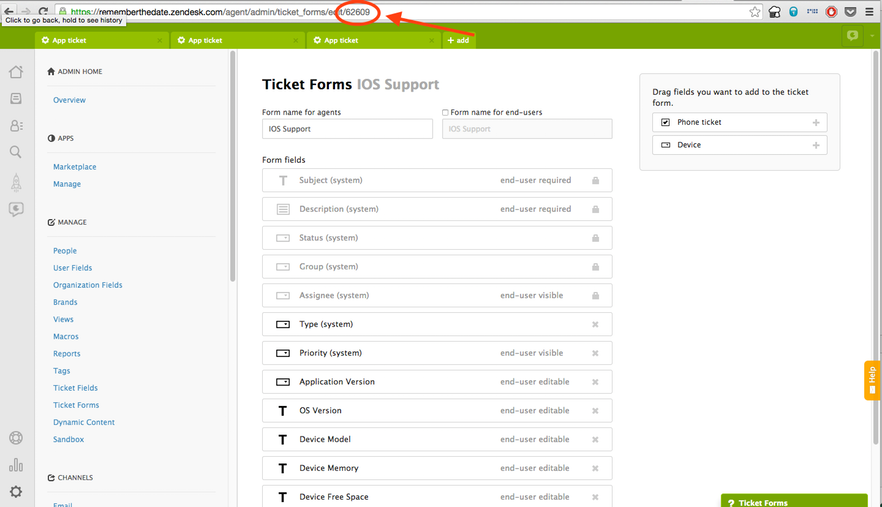 https://rememberthedate.zendesk.com/agent/admin/ticket_forms/edit/62609
Click to go back, hold to see history
App ticket ×
App ticket ×
App ticket ×
+ add
ADMIN HOME
Overview
APPS
Marketplace
Manage
MANAGE
People
User Fields
Organization Fields
Brands
Views
Macros
Reports
Tags
Ticket Fields
Ticket Forms
Dynamic Content
Sandbox
CHANNELS
Email
Ticket Forms IOS Support
Form name for agents
IOS Support
Form name for end-users
IOS Support
Form fields
T Subject (system) end-user required
Description (system) end-user required
Status (system)
Group (system)
Assignee (system) end-user visible
Type (system)
Priority (system) end-user visible
Application Version end-user editable
T OS Version end-user editable
T Device Model end-user editable
T Device Memory end-user editable
T Device Free Space end-user editable
Drag fields you want to add to the ticket
form.
Phone ticket +
Device +
Help
? Ticket Forms